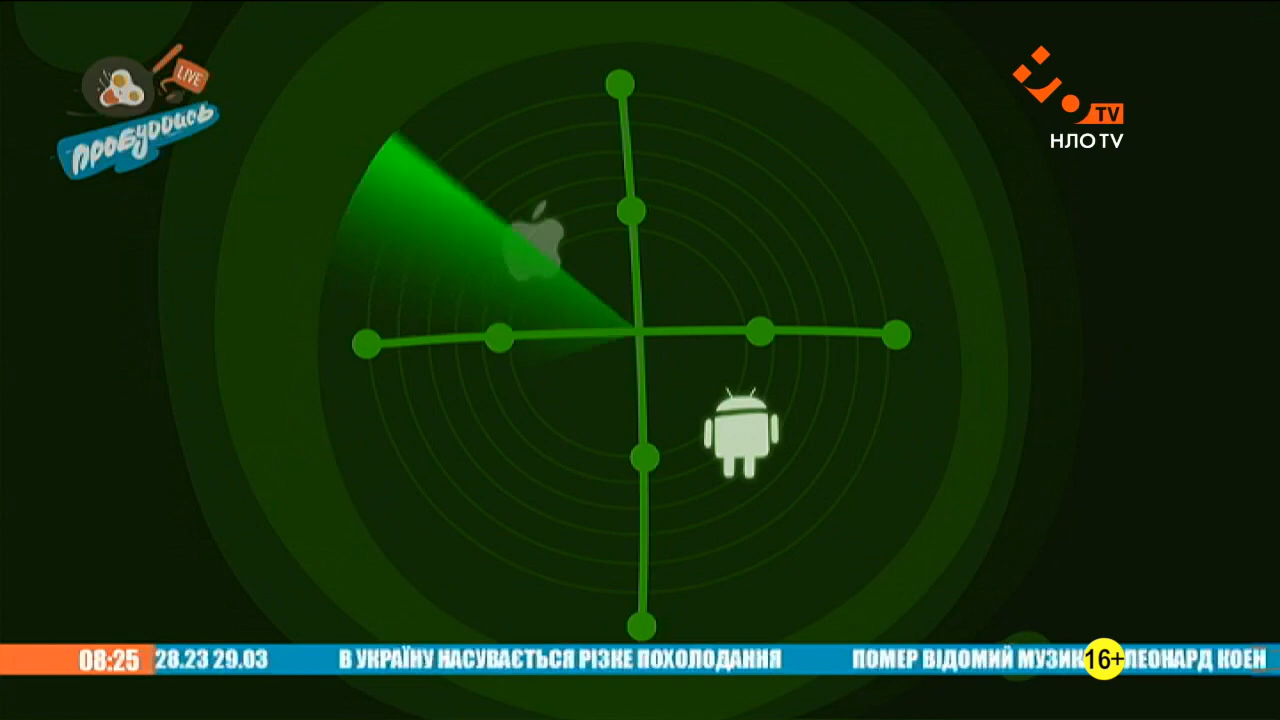 LIVE
Пробудись
TV
НЛО TV
08:25 28.23 29.03 В УКРАЇНУ НАСУВАЄТЬСЯ РІЗКЕ ПОХОЛОДАННЯ ПОМЕР ВІДОМИЙ МУЗИК 16+ ЛЕОНАРД КОЕН